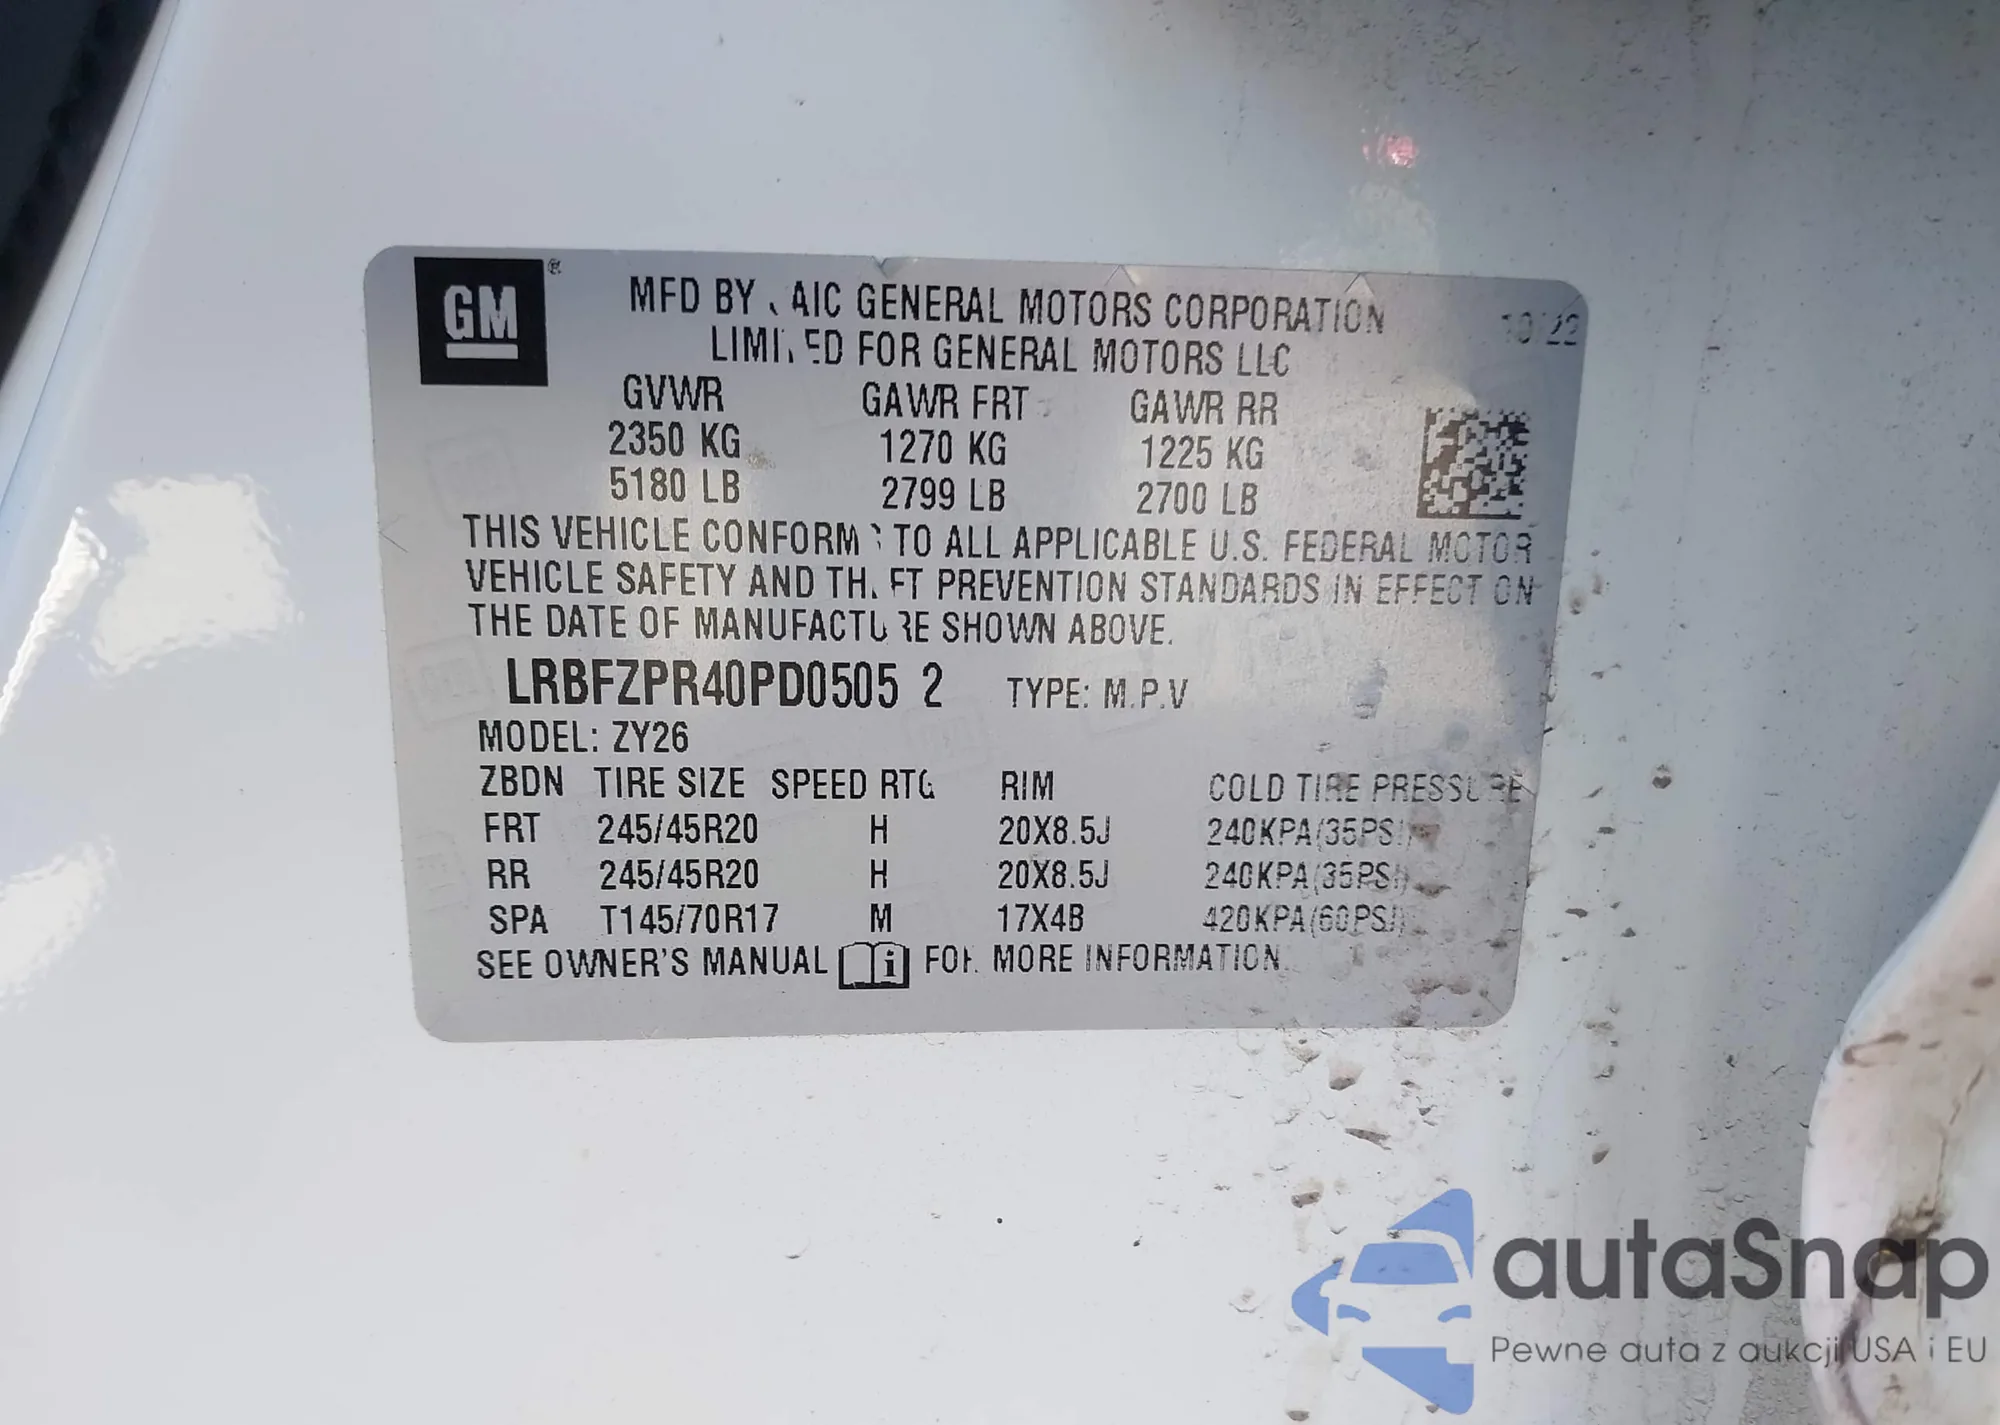 GM®
MFD BY AIC GENERAL MOTORS CORPORATION
LIMI ED FOR GENERAL MOTORS LLC
10/22
GVWR GAWR FRT GAWR RR
2350 KG 1270 KG 1225 KG
5180 LB 2799 LB 2700 LB
THIS VEHICLE CONFORMS TO ALL APPLICABLE U.S. FEDERAL MOTOR
VEHICLE SAFETY AND THEFT PREVENTION STANDARDS IN EFFECT ON
THE DATE OF MANUFACTURE SHOWN ABOVE.
LRBFZPR40PD0505 2 TYPE: M.P.V
MODEL: ZY26
ZBDN TIRE SIZE SPEED RTG RIM COLD TIRE PRESSURE
FRT 245/45R20 H 20X8.5J 240KPA(35PSI)
RR 245/45R20 H 20X8.5J 240KPA(35PSI)
SPA T145/70R17 M 17X4B 420KPA(60PSI)
SEE OWNER'S MANUAL i FOR MORE INFORMATION.
autaSnap
Pewne auta z aukcji USA i EU